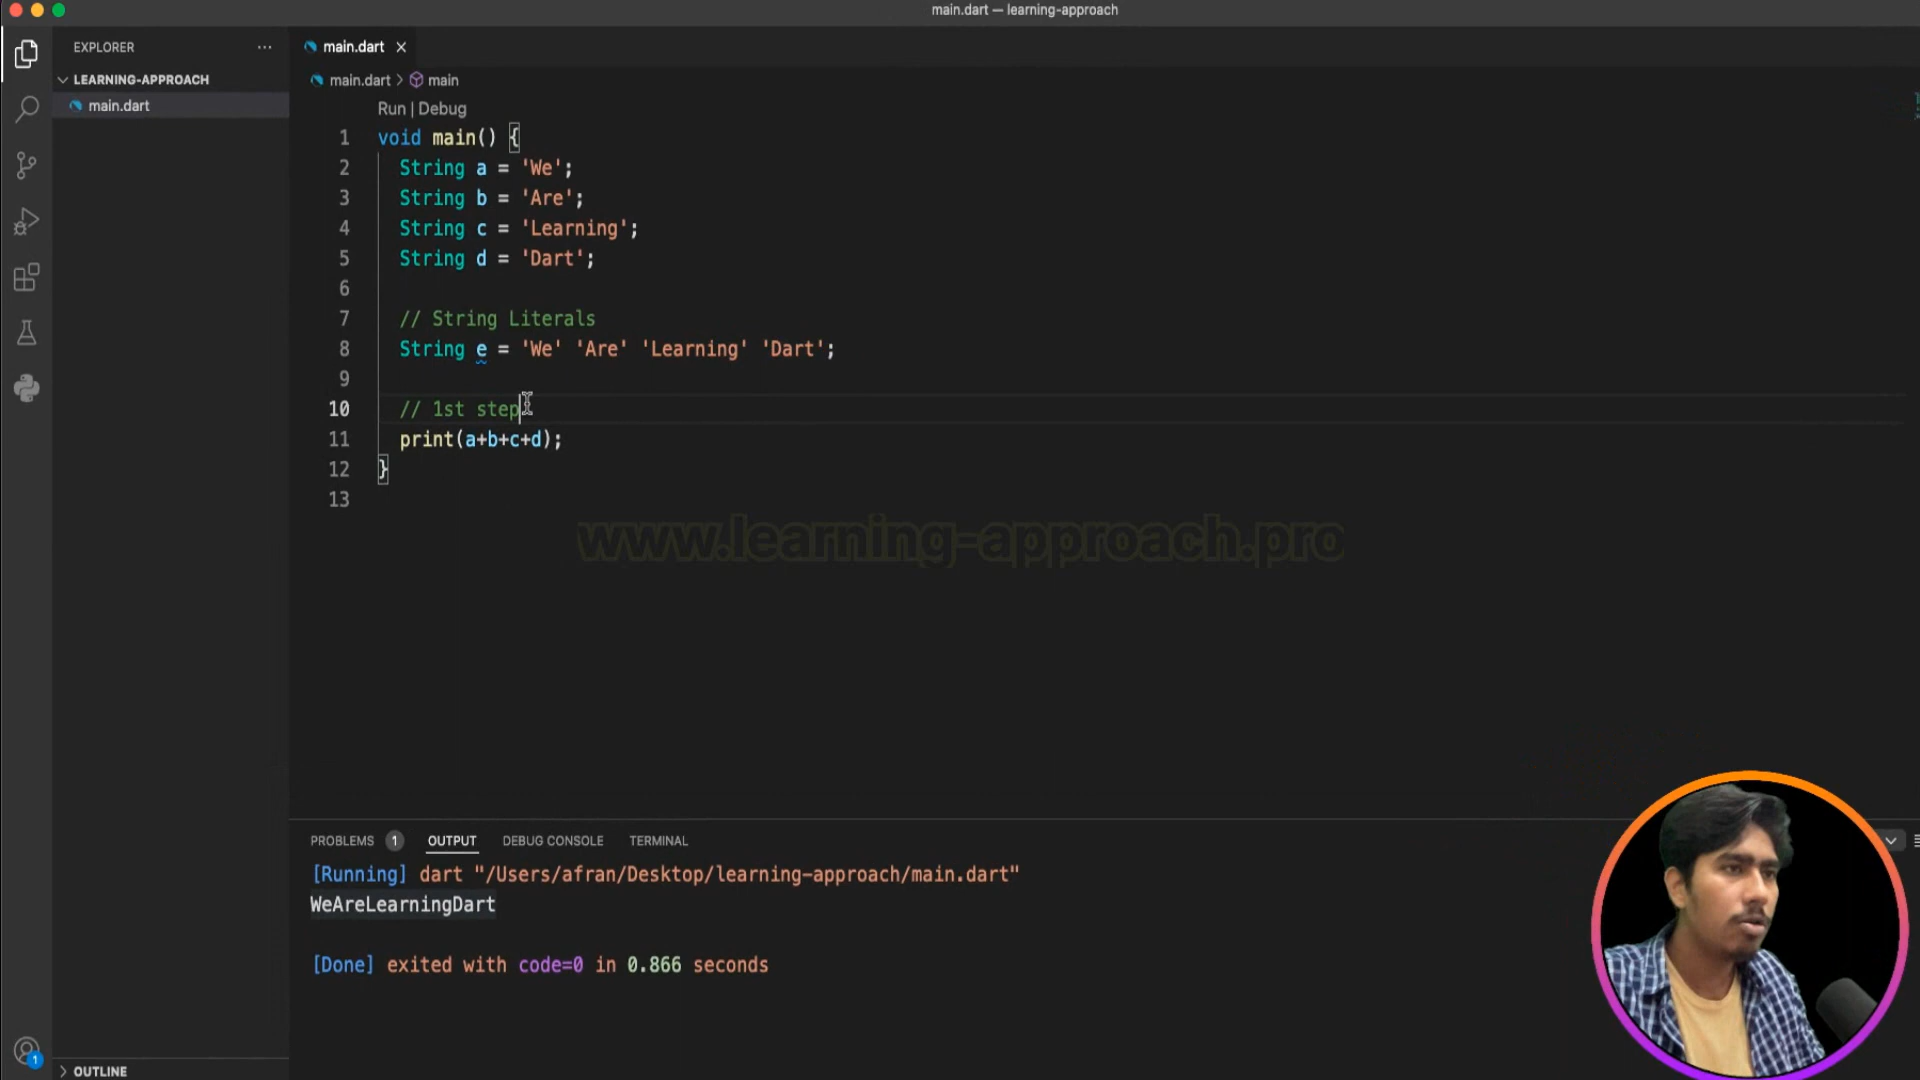 main.dart — learning-approach
EXPLORER
LEARNING-APPROACH
main.dart
main.dart
main.dart > main
Run | Debug
1 void main() {
2 String a = 'We';
3 String b = 'Are';
4 String c = 'Learning';
5 String d = 'Dart';
6
7 // String Literals
8 String e = 'We' 'Are' 'Learning' 'Dart';
9
10 // 1st step
11 print(a+b+c+d);
12 }
13
www.learning-approach.pro
PROBLEMS 1 OUTPUT DEBUG CONSOLE TERMINAL
[Running] dart "/Users/afran/Desktop/learning-approach/main.dart"
WeAreLearningDart
[Done] exited with code=0 in 0.866 seconds
1
OUTLINE